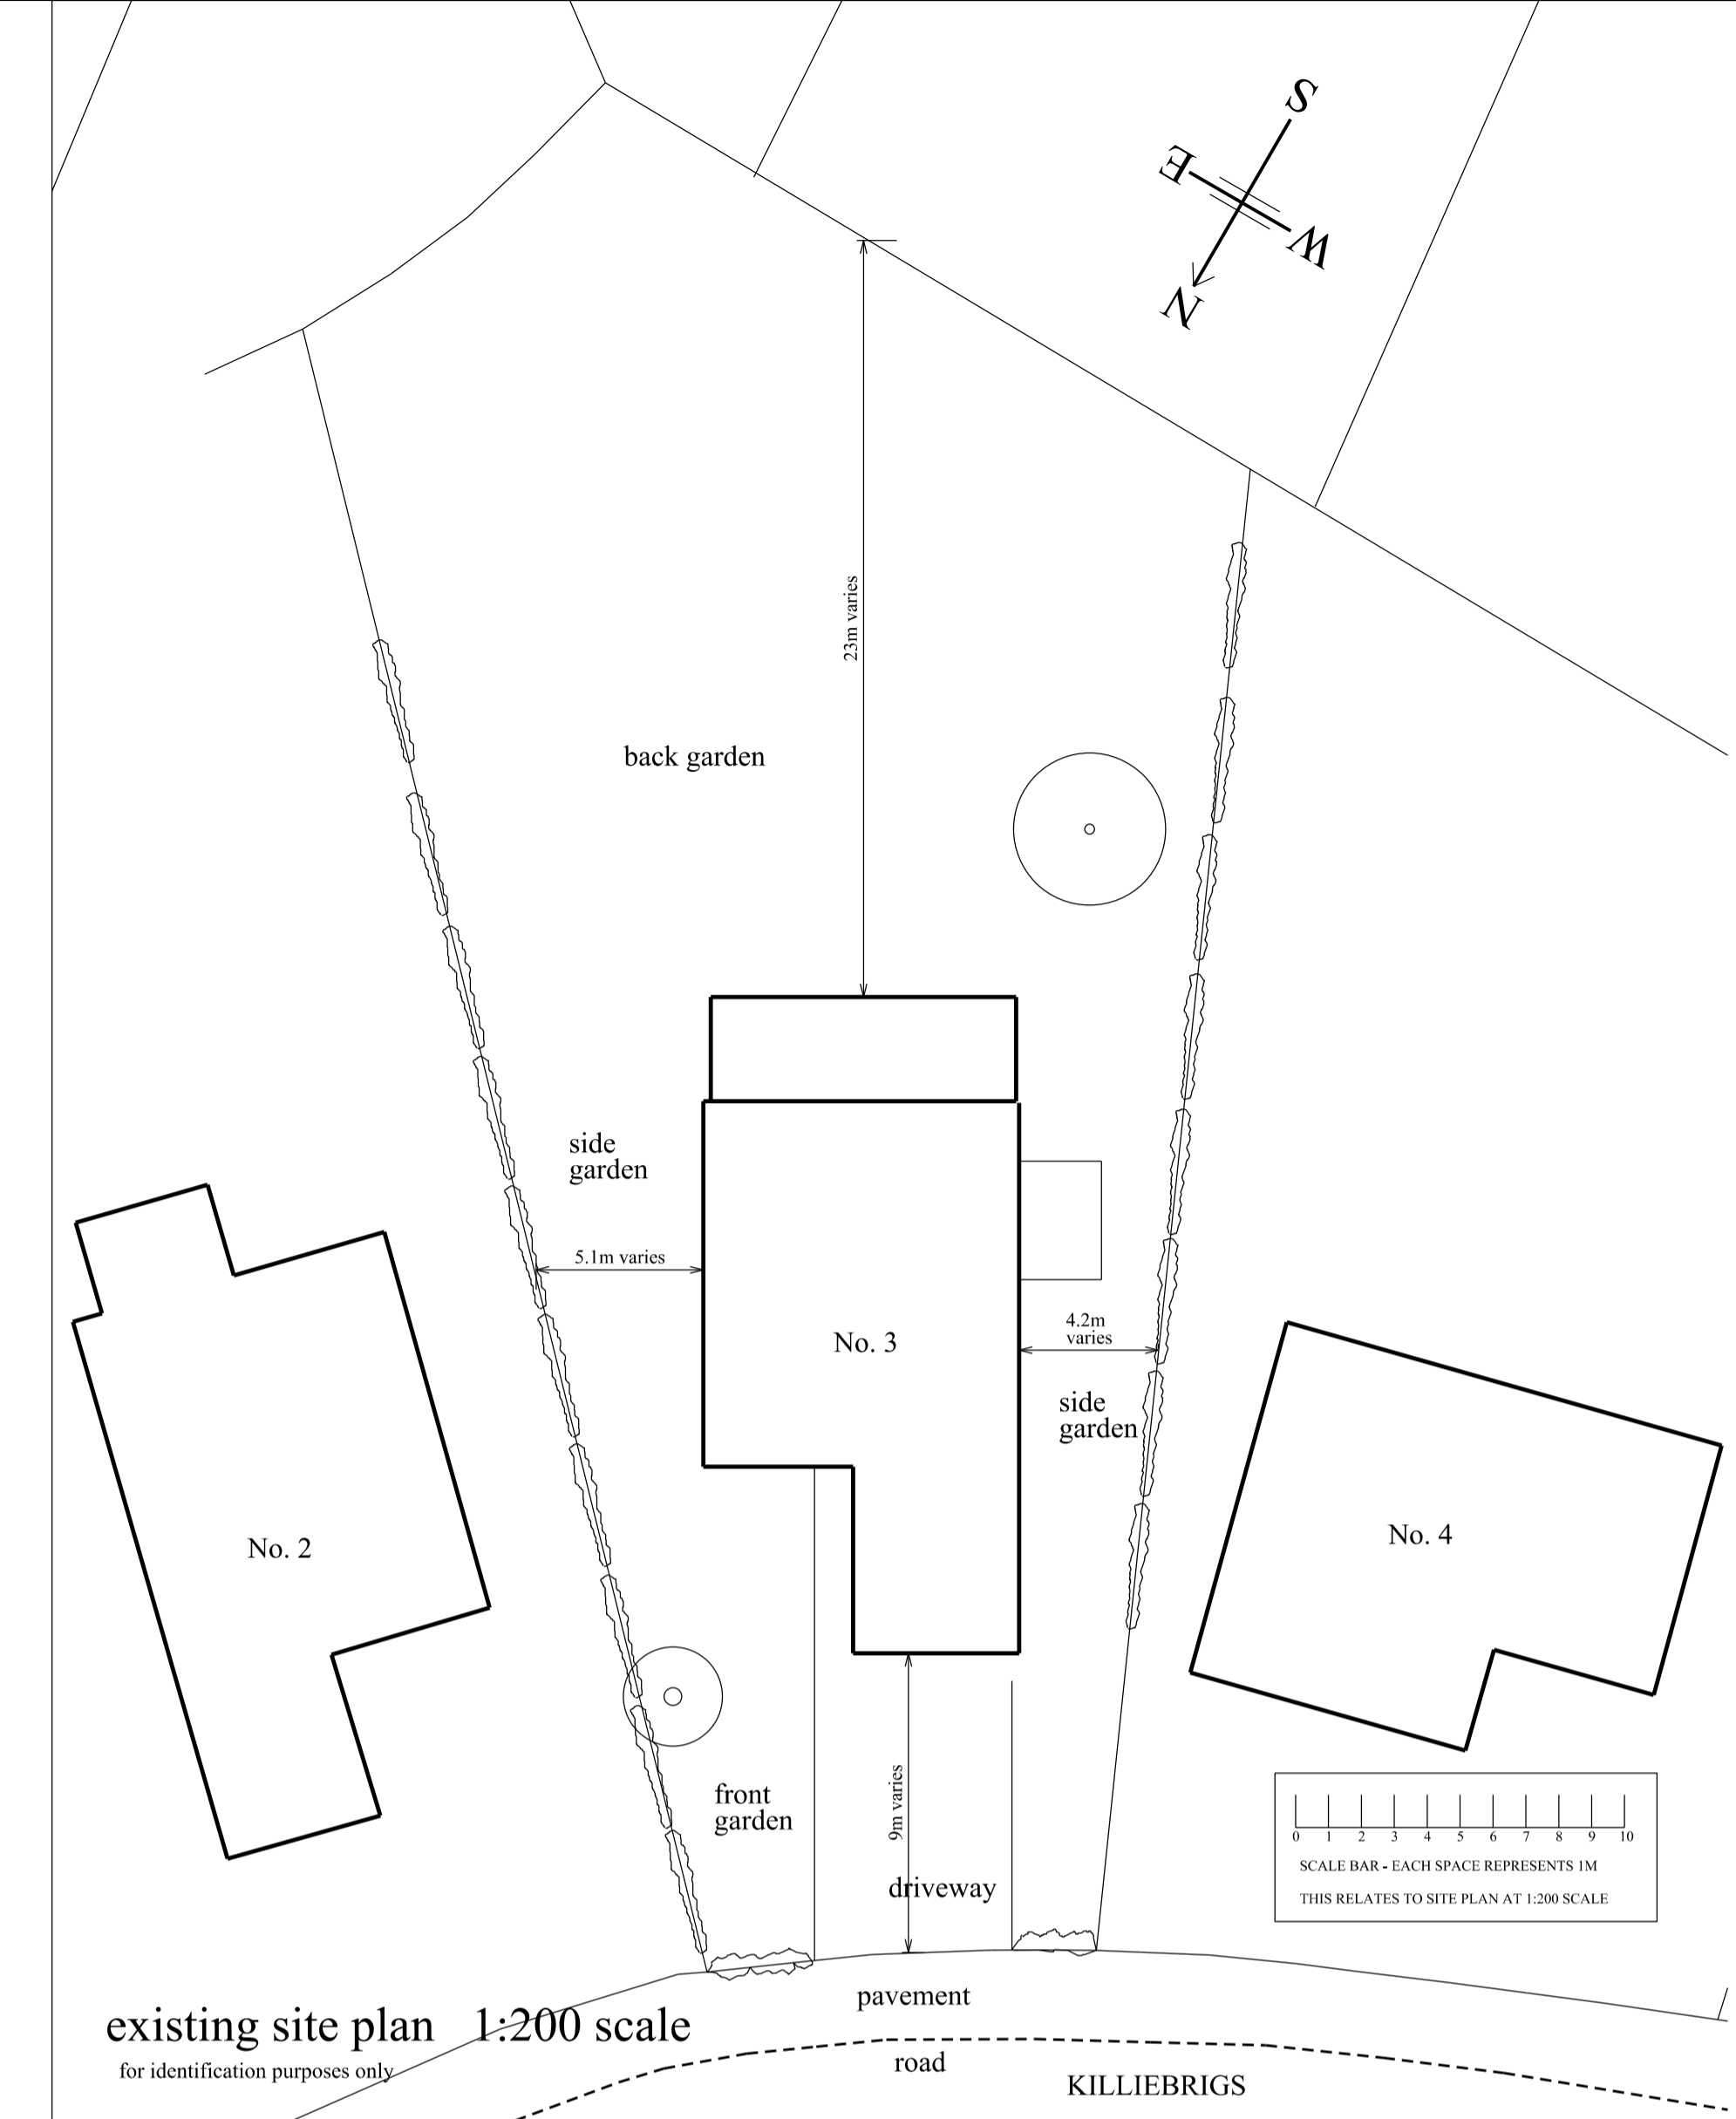 S
E
W
N
23m varies
back garden
side
garden
5.1m varies
No. 3
4.2m
varies
side
garden
No. 2
No. 4
front
garden
9m varies
driveway
0 1 2 3 4 5 6 7 8 9 10
SCALE BAR - EACH SPACE REPRESENTS 1M
THIS RELATES TO SITE PLAN AT 1:200 SCALE
pavement
existing site plan 1:200 scale
for identification purposes only
road
KILLIEBRIGS